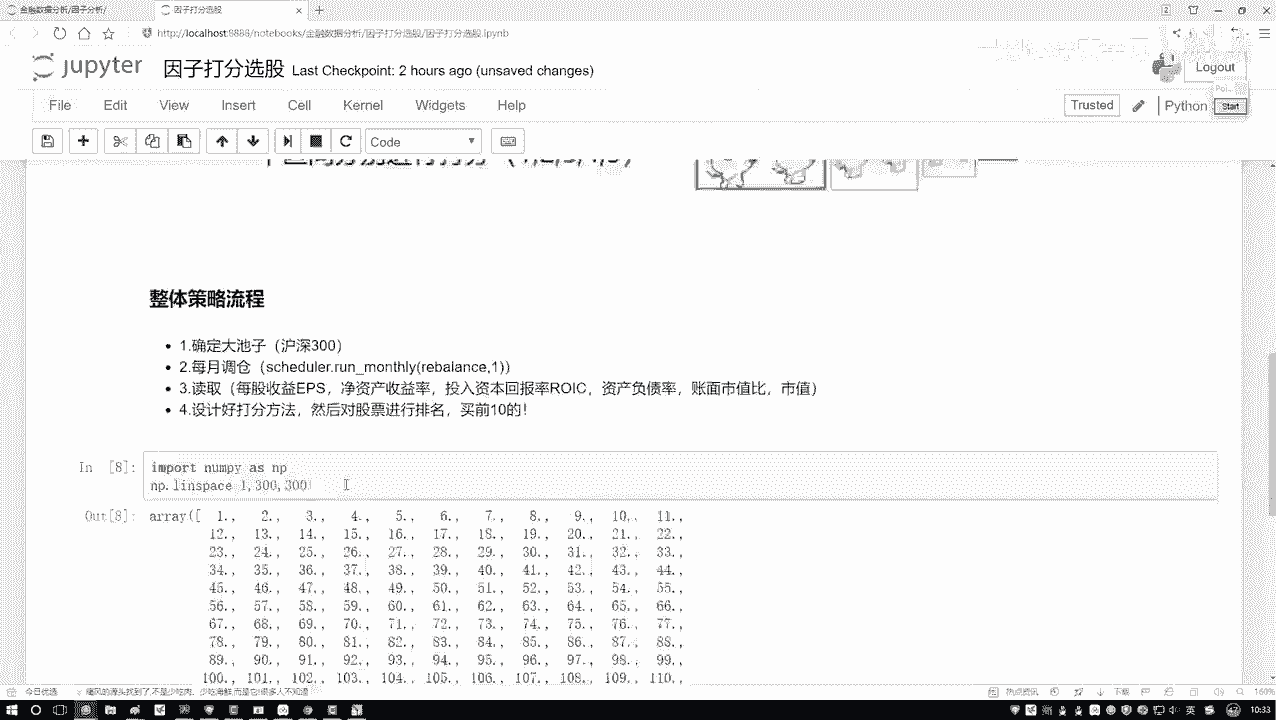 金融数据分析/因子分析/
因子打分选股
http://localhost:8888/notebooks/金融数据分析/因子打分选股/因子打分选股.ipynb
jupyter 因子打分选股 Last Checkpoint: 2 hours ago (unsaved changes)
Logout
File Edit View Insert Cell Kernel Widgets Help
Trusted Python
Start
Code
整体策略流程
1.确定大池子（沪深300）
2.每月调仓（scheduler.run_monthly(rebalance,1)）
3.读取（每股收益EPS，净资产收益率，投入资本回报率ROIC，资产负债率，账面市值比，市值）
4.设计好打分方法，然后对股票进行排名，买前10的！
In [8]: import numpy as np
np.linspace 1,300,300
Out[8]: array([ 1., 2., 3., 4., 5., 6., 7., 8., 9., 10., 11.,
12., 13., 14., 15., 16., 17., 18., 19., 20., 21., 22.,
23., 24., 25., 26., 27., 28., 29., 30., 31., 32., 33.,
34., 35., 36., 37., 38., 39., 40., 41., 42., 43., 44.,
45., 46., 47., 48., 49., 50., 51., 52., 53., 54., 55.,
56., 57., 58., 59., 60., 61., 62., 63., 64., 65., 66.,
67., 68., 69., 70., 71., 72., 73., 74., 75., 76., 77.,
78., 79., 80., 81., 82., 83., 84., 85., 86., 87., 88.,
89., 90., 91., 92., 93., 94., 95., 96., 97., 98., 99.,
100., 101., 102., 103., 104., 105., 106., 107., 108., 109., 110.,
今日优选
热点资讯 下载 160%
英 10:33